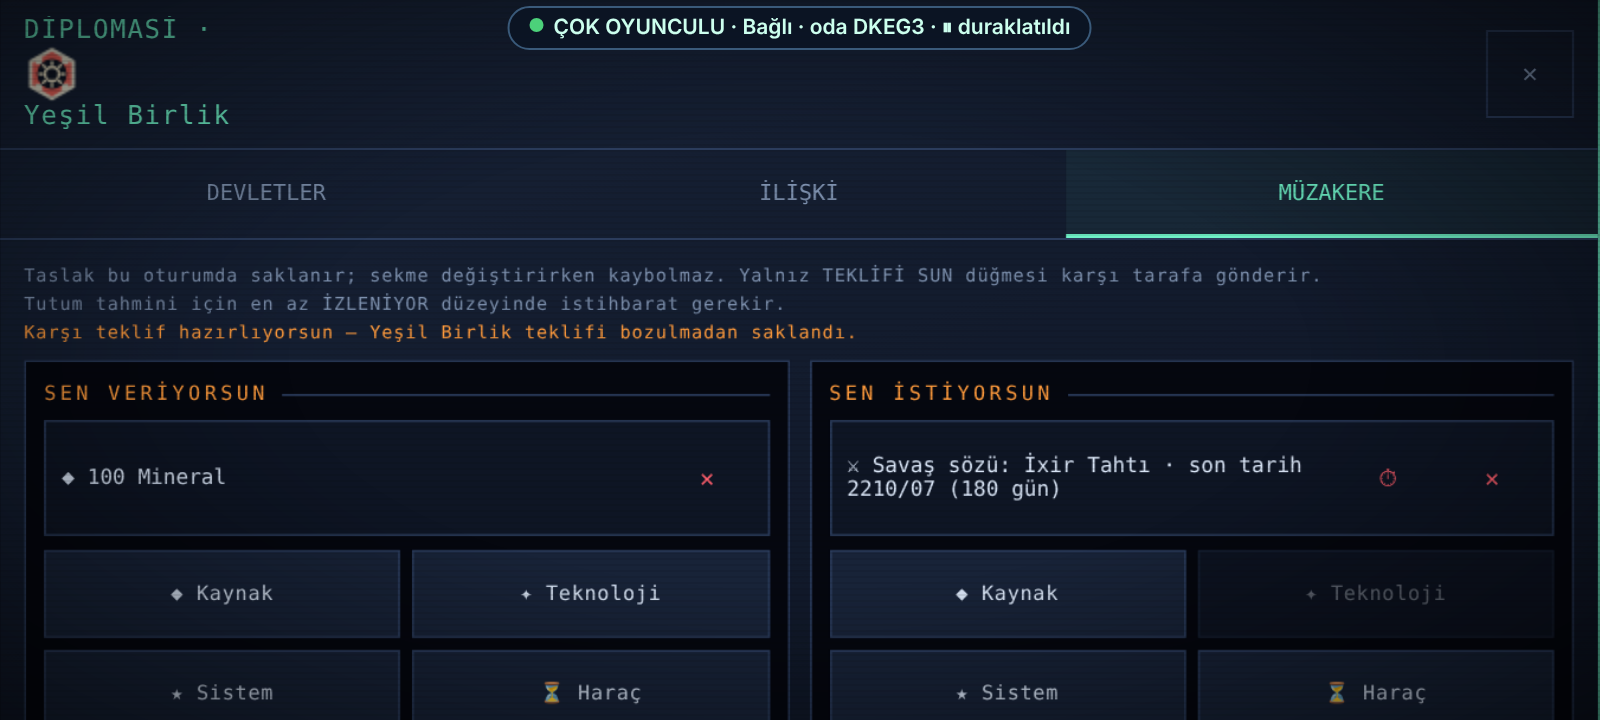 DİPLOMASİ ·
ÇOK OYUNCULU · Bağlı · oda DKEG3 · ⏸ duraklatıldı
×
Yeşil Birlik
DEVLETLER
İLİŞKİ
MÜZAKERE
Taslak bu oturumda saklanır; sekme değiştirirken kaybolmaz. Yalnız TEKLİFİ SUN düğmesi karşı tarafa gönderir.
Tutum tahmini için en az İZLENİYOR düzeyinde istihbarat gerekir.
Karşı teklif hazırlıyorsun — Yeşil Birlik teklifi bozulmadan saklandı.
SEN VERİYORSUN
◆ 100 Mineral ×
◆ Kaynak
✦ Teknoloji
★ Sistem
⏳ Haraç
SEN İSTİYORSUN
⚔ Savaş sözü: İxir Tahtı · son tarih
2210/07 (180 gün) ⏱ ×
◆ Kaynak
✦ Teknoloji
★ Sistem
⏳ Haraç